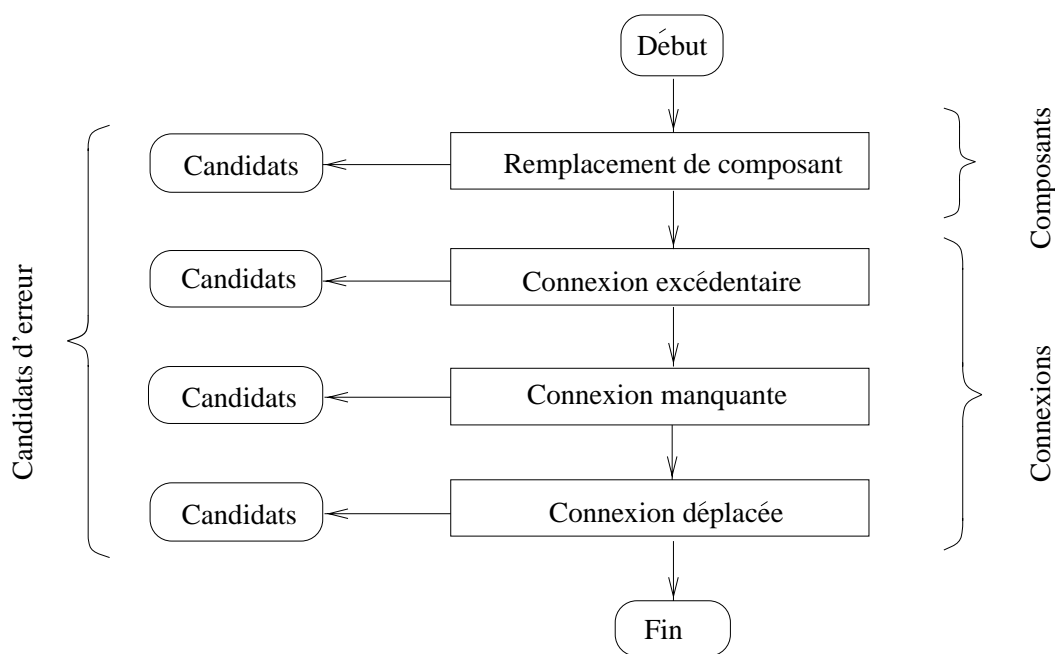 Début
Candidats
Remplacement de composant
Composants
Candidats
Connexion excédentaire
Candidats d'erreur
Candidats
Connexion manquante
Connexions
Candidats
Connexion déplacée
Fin